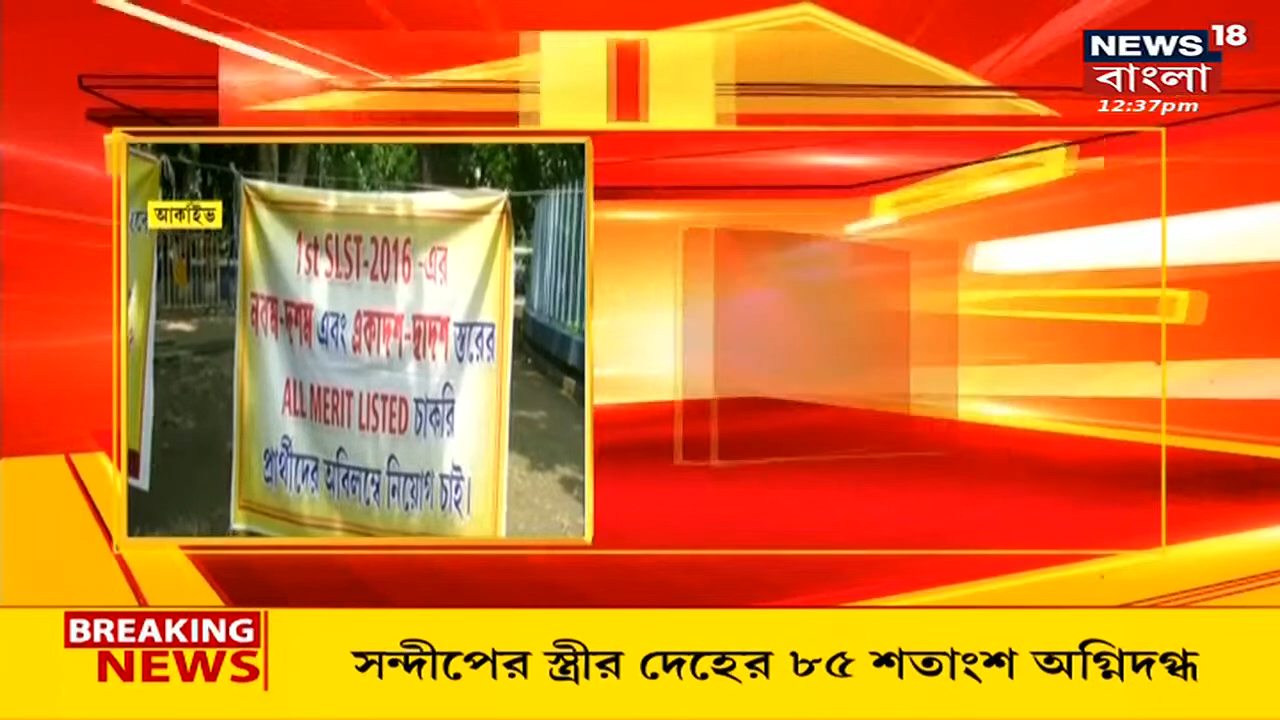 NEWS 18
বাংলা
12:37pm
আর্কাইভ
1st SLST-2016 -এর
নবম-দশম এবং একাদশ-দ্বাদশ স্তরের
ALL MERIT LISTED চাকরি
প্রার্থীদের অবিলম্বে নিয়োগ চাই।
BREAKING
NEWS
সন্দীপের স্ত্রীর দেহের ৮৫ শতাংশ অগ্নিদগ্ধ